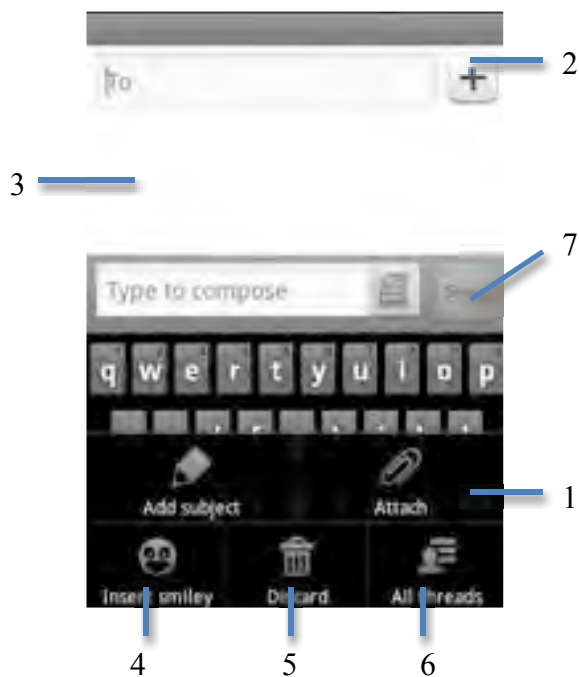 2
To
3
7
Type to compose
q w e r t y u i o p
1
Add subject Attach
Insert smiley Discard All threads
4 5 6